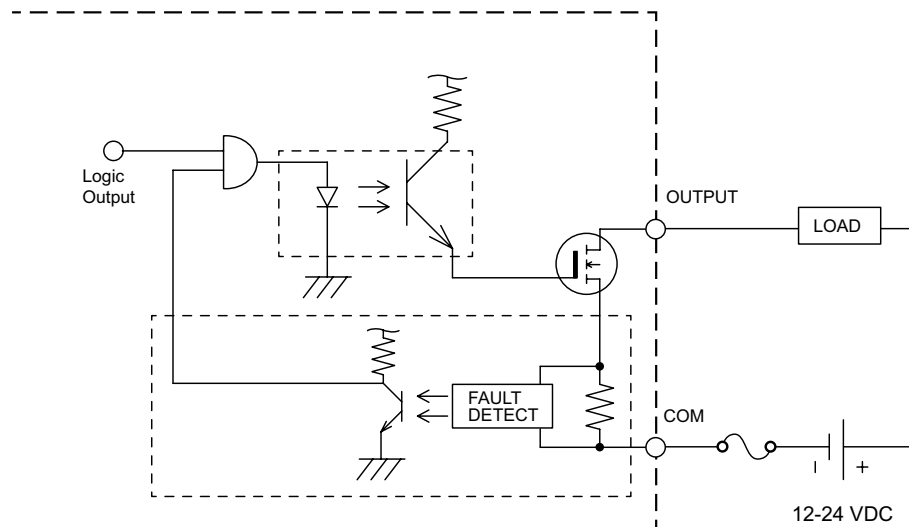 Logic
Output
OUTPUT
LOAD
FAULT
DETECT
COM
– +
12-24 VDC